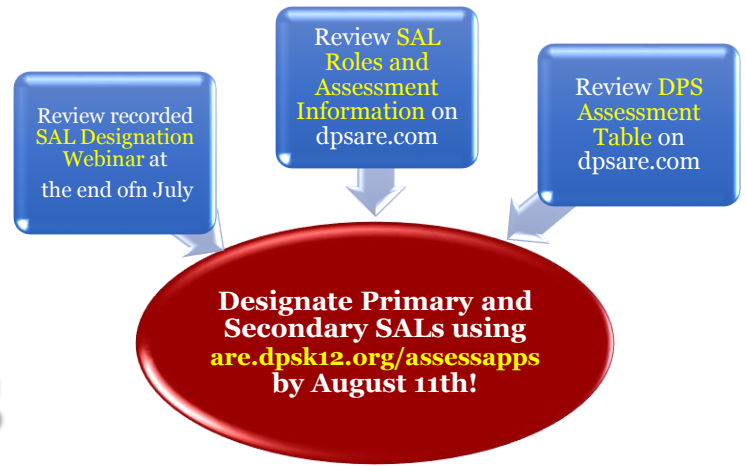 Review recorded
SAL Designation
Webinar at
the end ofn July
Review SAL
Roles and
Assessment
Information on
dpsare.com
Review DPS
Assessment
Table on
dpsare.com
Designate Primary and
Secondary SALs using
are.dpsk12.org/assessapps
by August 11th!